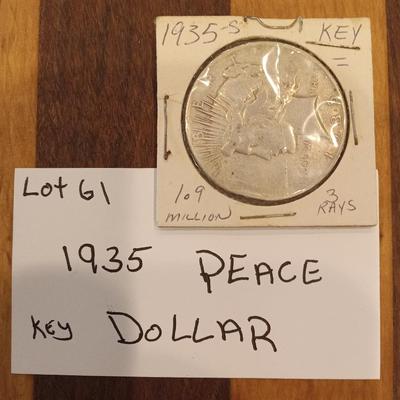 1935-S KEY
1.9 MILLION
3 RAYS
Lot 61
1935 PEACE
KEY DOLLAR